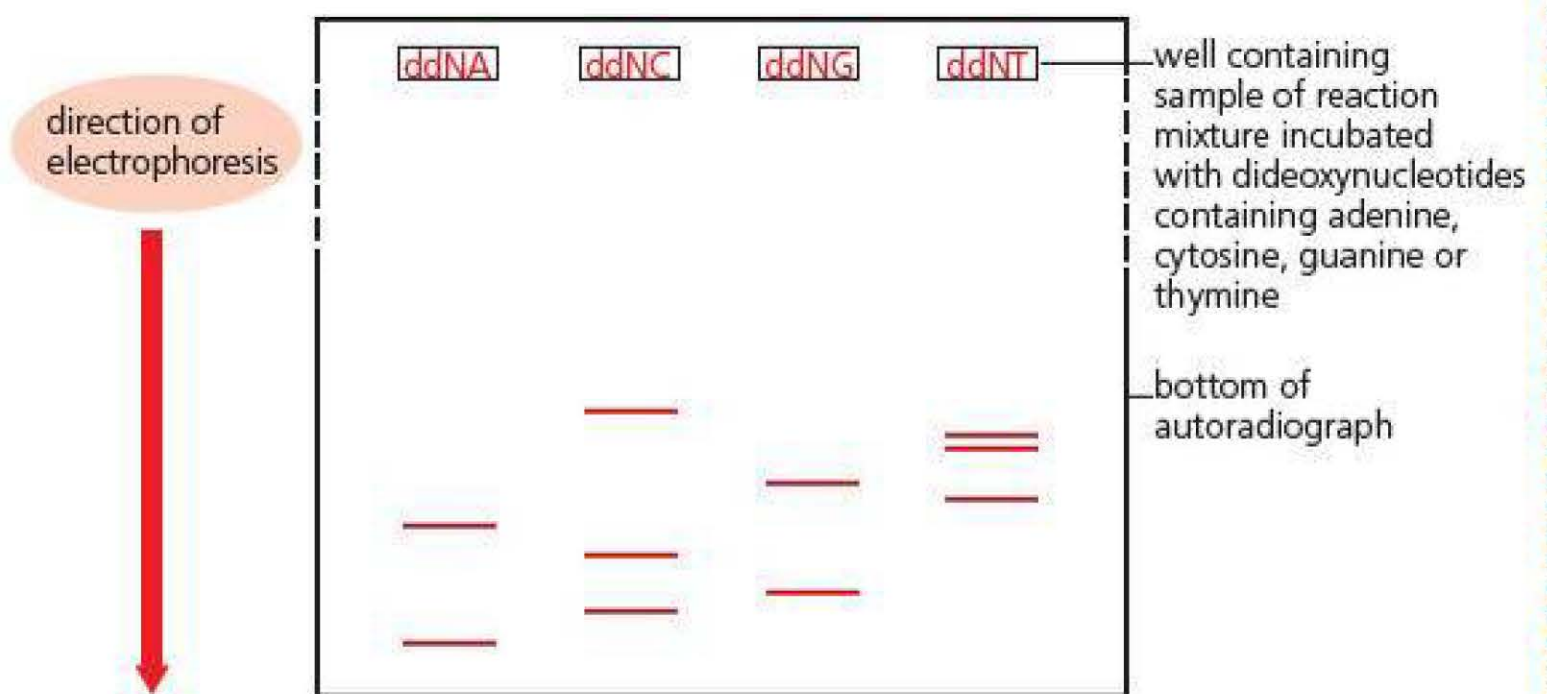 ddNA
ddNC
ddNG
ddNT
well containing
sample of reaction
mixture incubated
with dideoxynucleotides
containing adenine,
cytosine, guanine or
thymine
direction of
electrophoresis
bottom of
autoradiograph